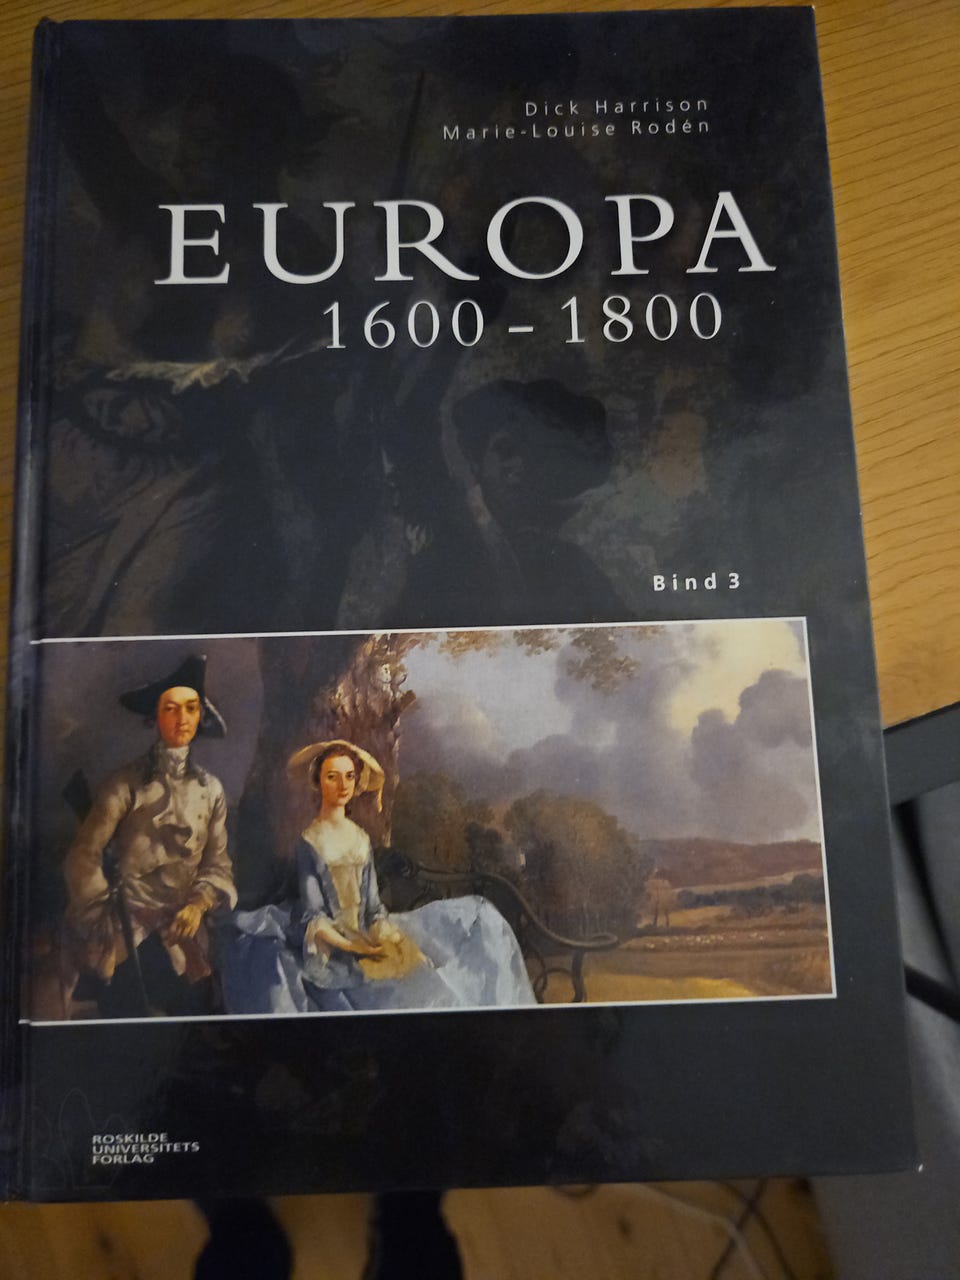 Dick Harrison
Marie-Louise Rodén
EUROPA
1600 – 1800
Bind 3
ROSKILDE
UNIVERSITETS
FORLAG